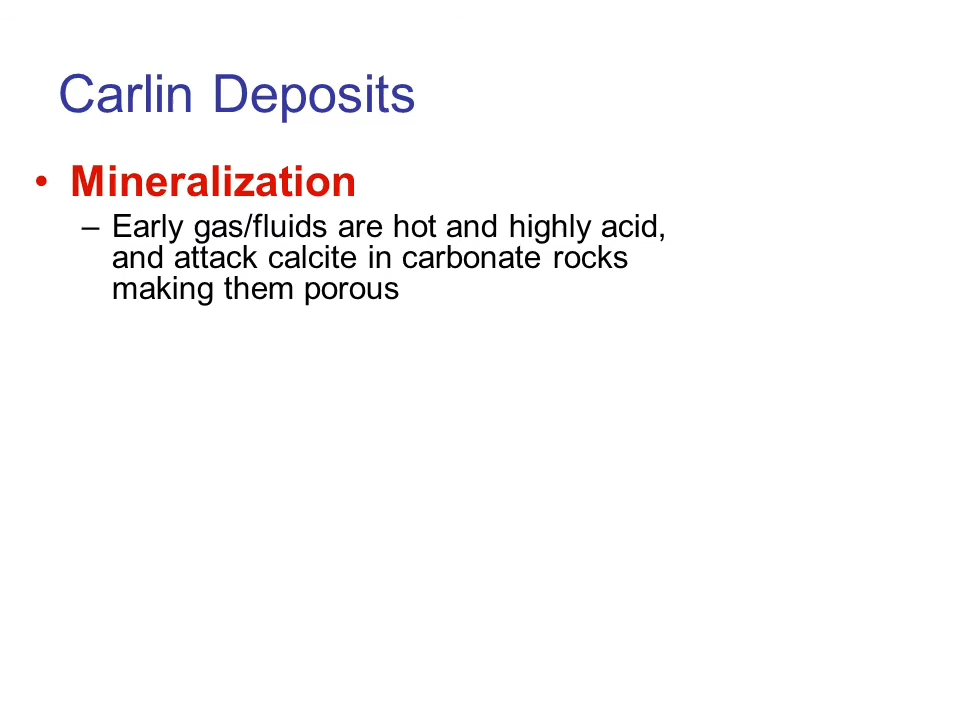 Carlin Deposits
• Mineralization
– Early gas/fluids are hot and highly acid,
and attack calcite in carbonate rocks
making them porous